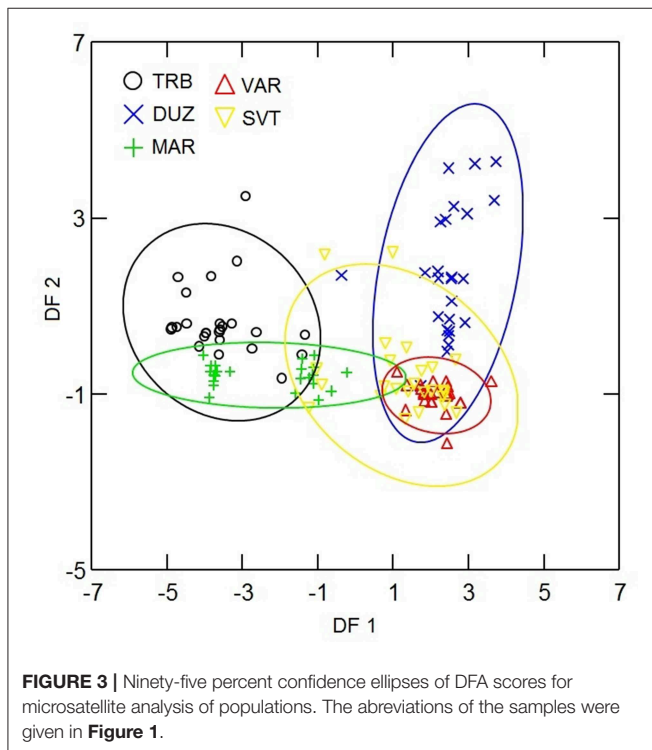 7
TRB VAR
DUZ SVT
MAR
3
DF 2
-1
-5
-7 -5 -3 -1 1 3 5 7
DF 1
FIGURE 3 | Ninety-five percent confidence ellipses of DFA scores for
microsatellite analysis of populations. The abreviations of the samples were
given in Figure 1.